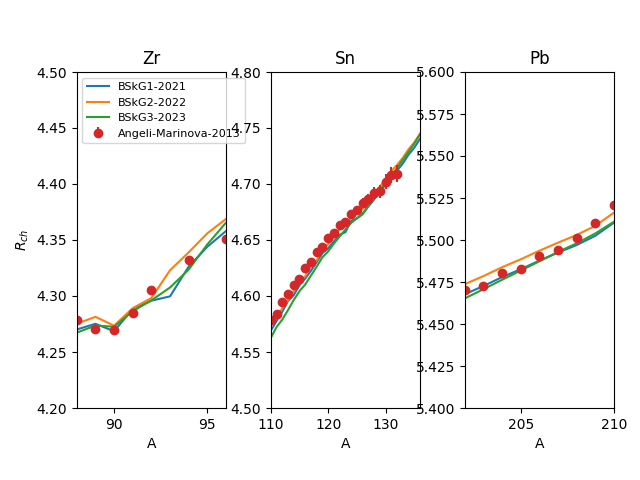 Zr
Sn
Pb
4.50
4.45
4.40
4.35
4.30
4.25
4.20
R_ch
BSkG1-2021
BSkG2-2022
BSkG3-2023
Angeli-Marinova-2013
90
95
A
4.80
4.75
4.70
4.65
4.60
4.55
4.50
110
120
130
A
5.600
5.575
5.550
5.525
5.500
5.475
5.450
5.425
5.400
205
210
A